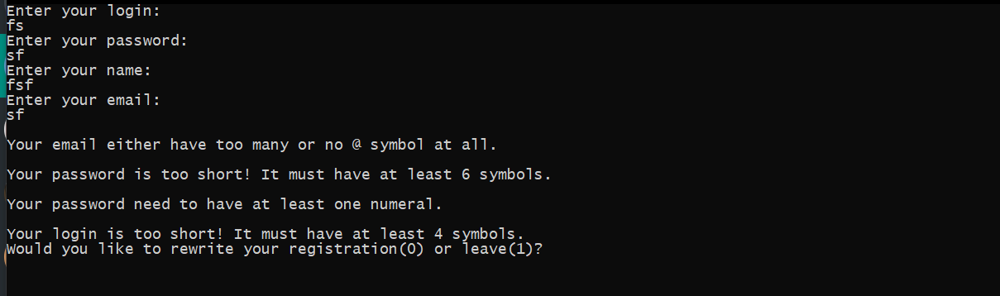 Enter your login:
fs
Enter your password:
sf
Enter your name:
fsf
Enter your email:
sf
Your email either have too many or no @ symbol at all.
Your password is too short! It must have at least 6 symbols.
Your password need to have at least one numeral.
Your login is too short! It must have at least 4 symbols.
Would you like to rewrite your registration(0) or leave(1)?